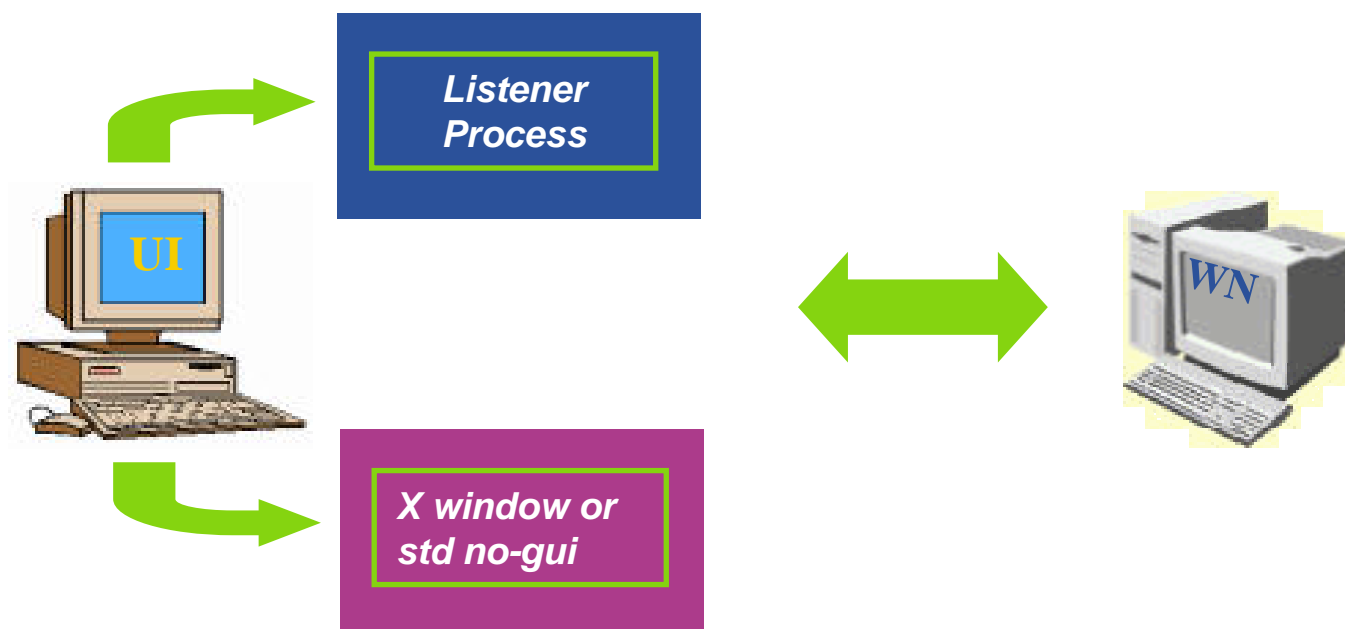 Listener
Process
UI
WN
X window or
std no-gui